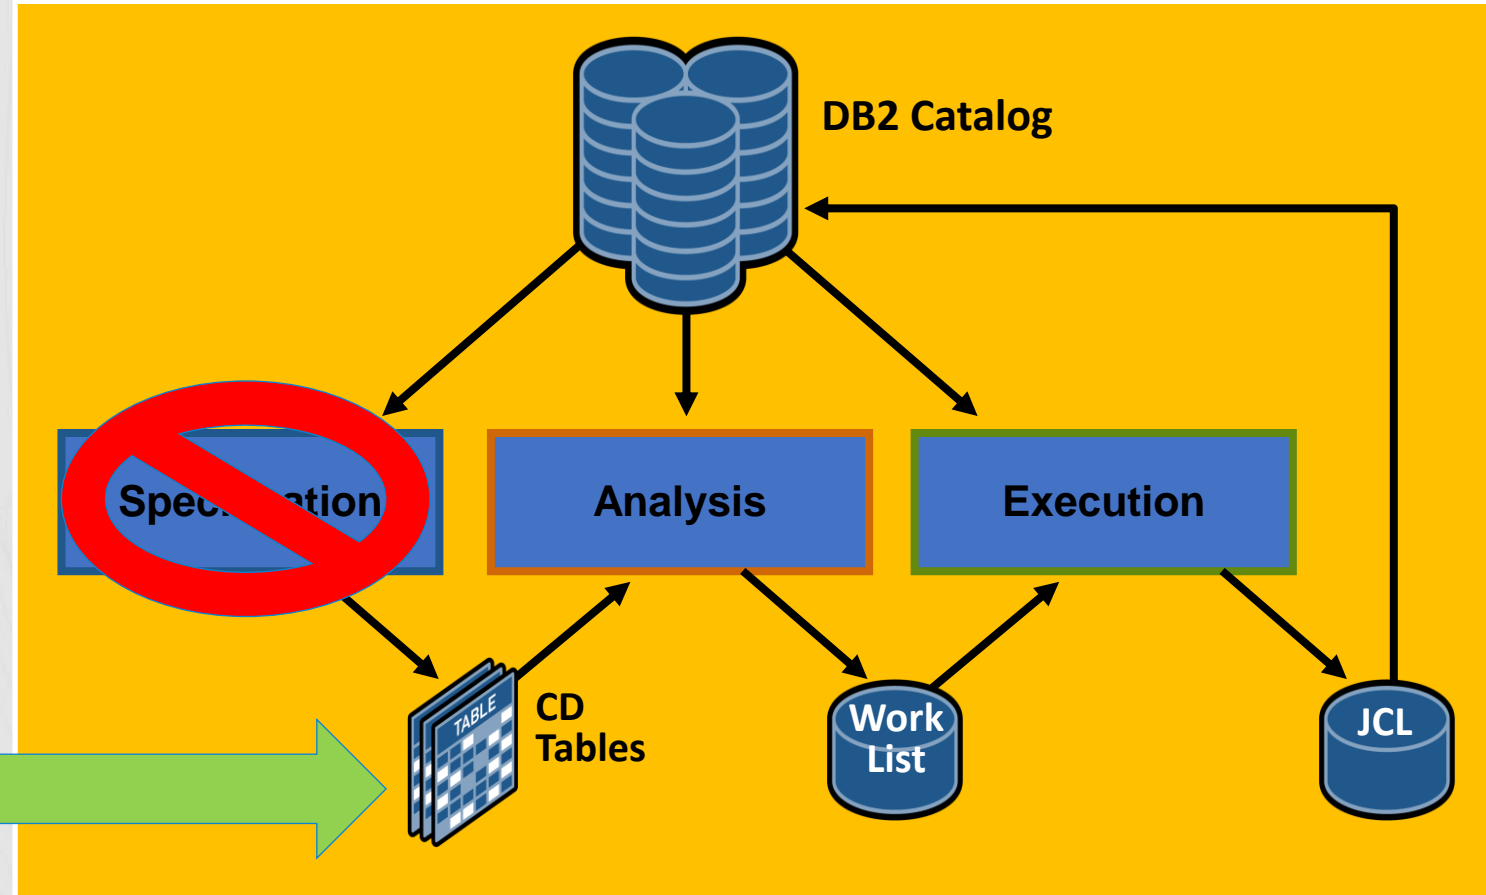 DB2 Catalog
Analysis
Execution
CD
Tables
TABLE
Work
List
JCL